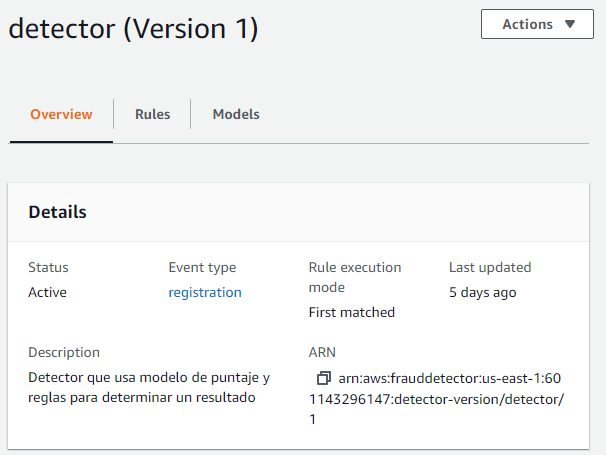 detector (Version 1)
Actions
Overview
Rules
Models
Details
Status
Event type
Rule execution
mode
Last updated
Active
registration
First matched
5 days ago
Description
ARN
Detector que usa modelo de puntaje y
reglas para determinar un resultado
arn:aws:frauddetector:us-east-1:60
1143296147:detector-version/detector/
1